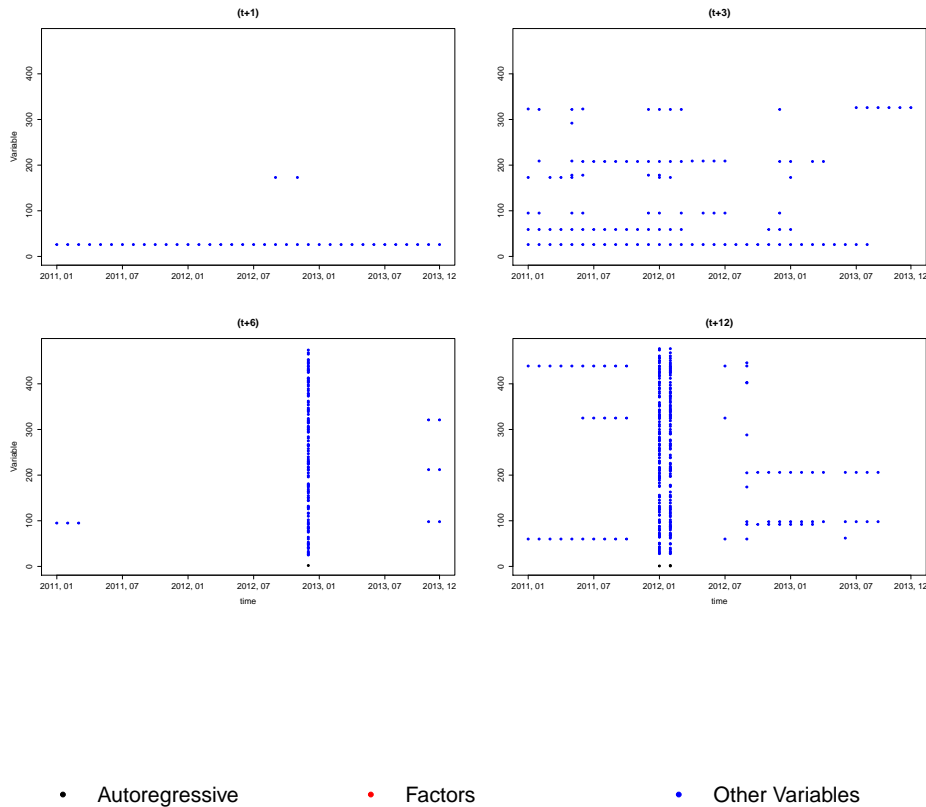 (t+1)
(t+3)
Variable
0 100 200 300 400
0 100 200 300 400
2011, 01 2011, 07 2012, 01 2012, 07 2013, 01 2013, 07 2013, 12
2011, 01 2011, 07 2012, 01 2012, 07 2013, 01 2013, 07 2013, 12
(t+6)
(t+12)
Variable
0 100 200 300 400
0 100 200 300 400
2011, 01 2011, 07 2012, 01 2012, 07 2013, 01 2013, 07 2013, 12
2011, 01 2011, 07 2012, 01 2012, 07 2013, 01 2013, 07 2013, 12
time
time
Autoregressive
Factors
Other Variables